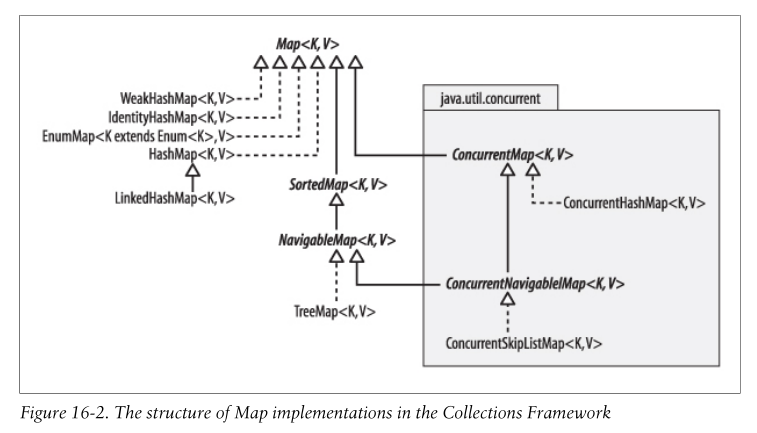 Map<K,V>
java.util.concurrent
WeakHashMap<K,V>
IdentityHashMap<K,V>
EnumMap<K extends Enum<K>,V>
HashMap<K,V>
ConcurrentMap<K,V>
SortedMap<K,V>
LinkedHashMap<K,V>
ConcurrentHashMap<K,V>
NavigableMap<K,V>
ConcurrentNavigablelMap<K,V>
TreeMap<K,V>
ConcurrentSkipListMap<K,V>
Figure 16-2. The structure of Map implementations in the Collections Framework